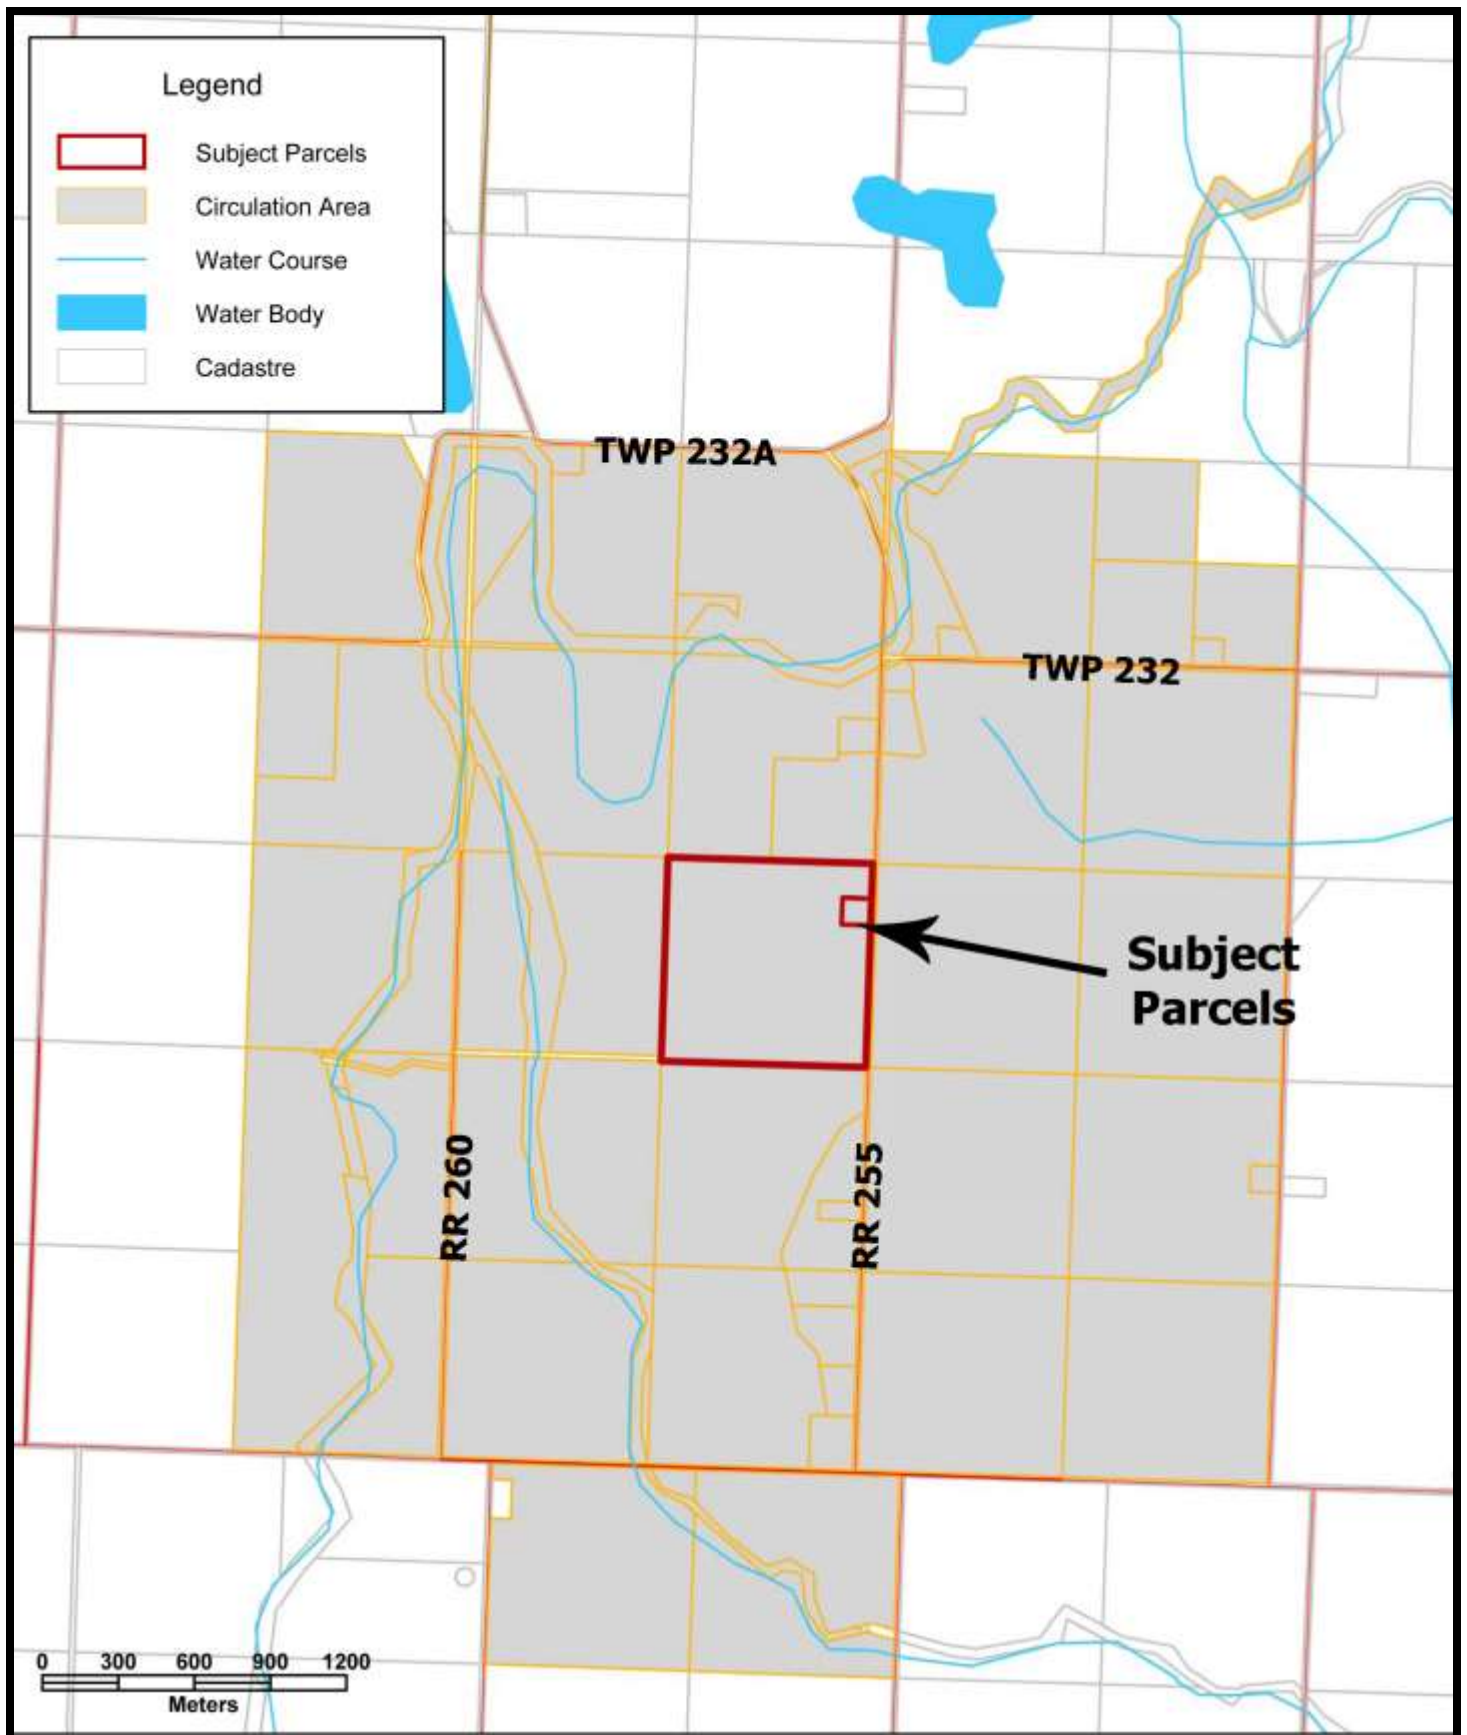 Legend
Subject Parcels
Circulation Area
Water Course
Water Body
Cadastre
TWP 232A
TWP 232
Subject
Parcels
RR 260
RR 255
0 300 600 900 1200
Meters